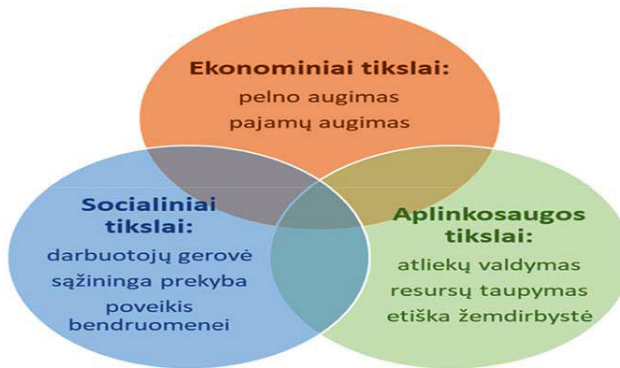 Ekonominiai tikslai:
pelno augimas
pajamų augimas
Socialiniai
tikslai:
darbuotojų gerovė
sąžininga prekyba
poveikis
bendruomenei
Aplinkosaugos
tikslai:
atliekų valdymas
resursų taupymas
etiška žemdirbystė